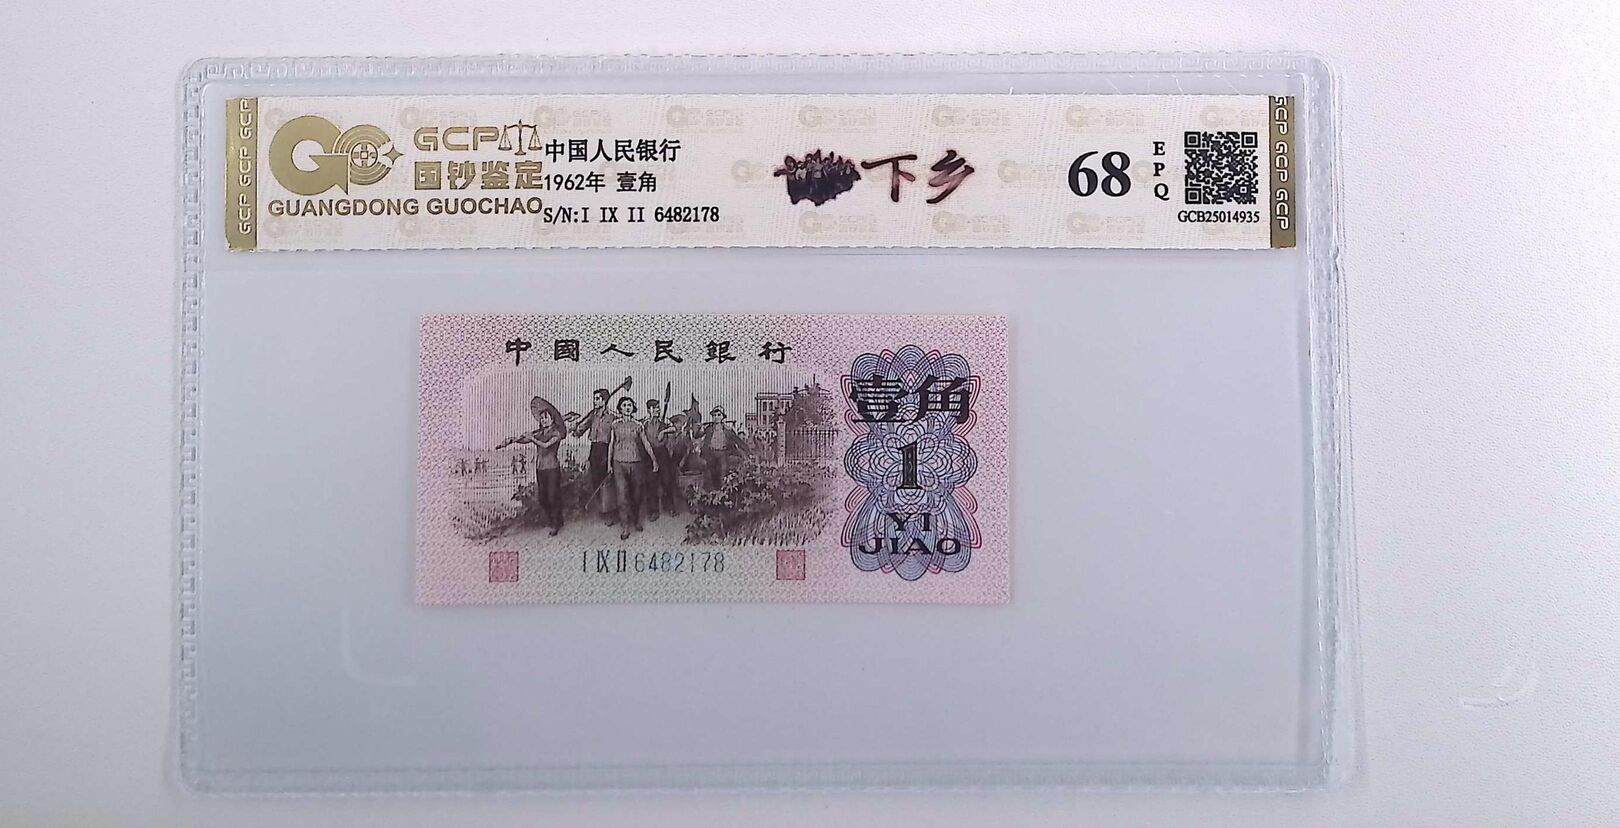 GCP
国钞鉴定
GUANGDONG GUOCHAO
中国人民银行
1962年 壹角
S/N:I IX II 6482178
下乡
68
EPQ
GCB25014935
GCP GCP GCP
GCP GCP GCP
中國人民銀行
壹角
1
YI
JIAO
I IX II 6482178